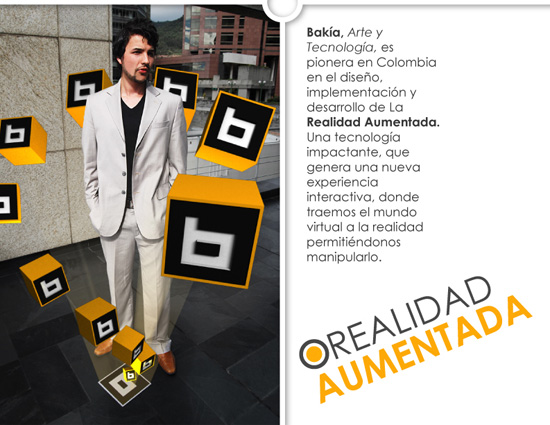 b
b
b
b
b
b
b
b
b
b
b
Bakía, Arte y
Tecnología, es
pionera en Colombia
en el diseño,
implementación y
desarrollo de La
Realidad Aumentada.
Una tecnología
impactante, que
genera una nueva
experiencia
interactiva, donde
traemos el mundo
virtual a la realidad
permitiéndonos
manipularlo.
REALIDAD
AUMENTADA